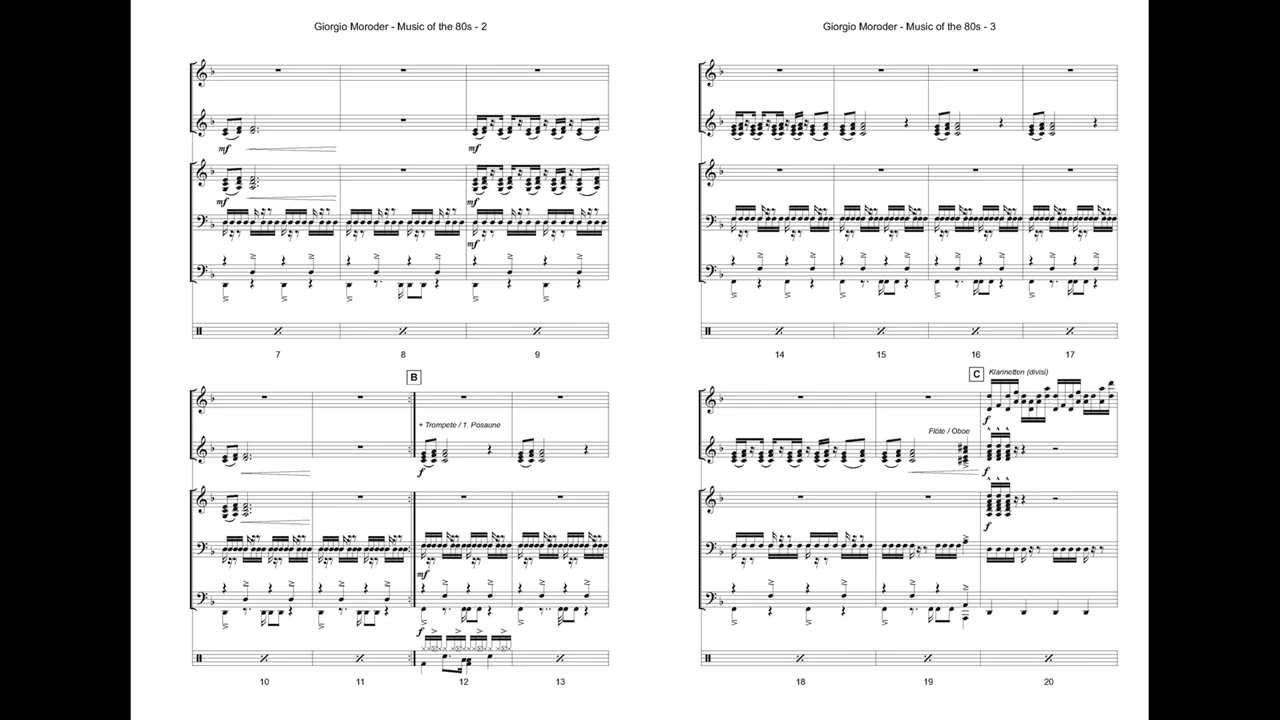 Giorgio Moroder - Music of the 80s - 2
mf
mf
mf
mf
mf
7 8 9
B
+ Trompete / 1. Posaune
f
mf
f
10 11 12 13
Giorgio Moroder - Music of the 80s - 3
14 15 16 17
C Klarinetten (divisi)
f
Flöte / Oboe
f
f
18 19 20